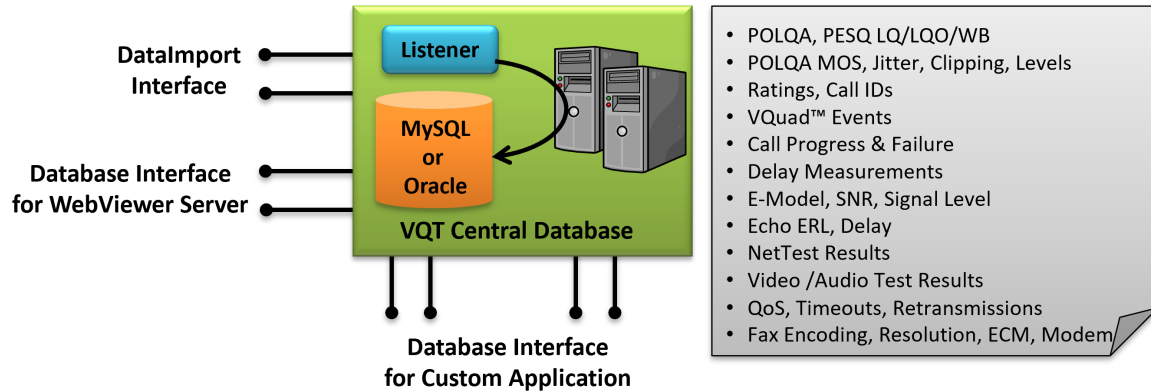 DataImport
Interface
Database Interface
for WebViewer Server
Listener
MySQL
or
Oracle
VQT Central Database
Database Interface
for Custom Application
• POLQA, PESQ LQ/LQO/WB
• POLQA MOS, Jitter, Clipping, Levels
• Ratings, Call IDs
• VQuad™ Events
• Call Progress & Failure
• Delay Measurements
• E-Model, SNR, Signal Level
• Echo ERL, Delay
• NetTest Results
• Video /Audio Test Results
• QoS, Timeouts, Retransmissions
• Fax Encoding, Resolution, ECM, Modem